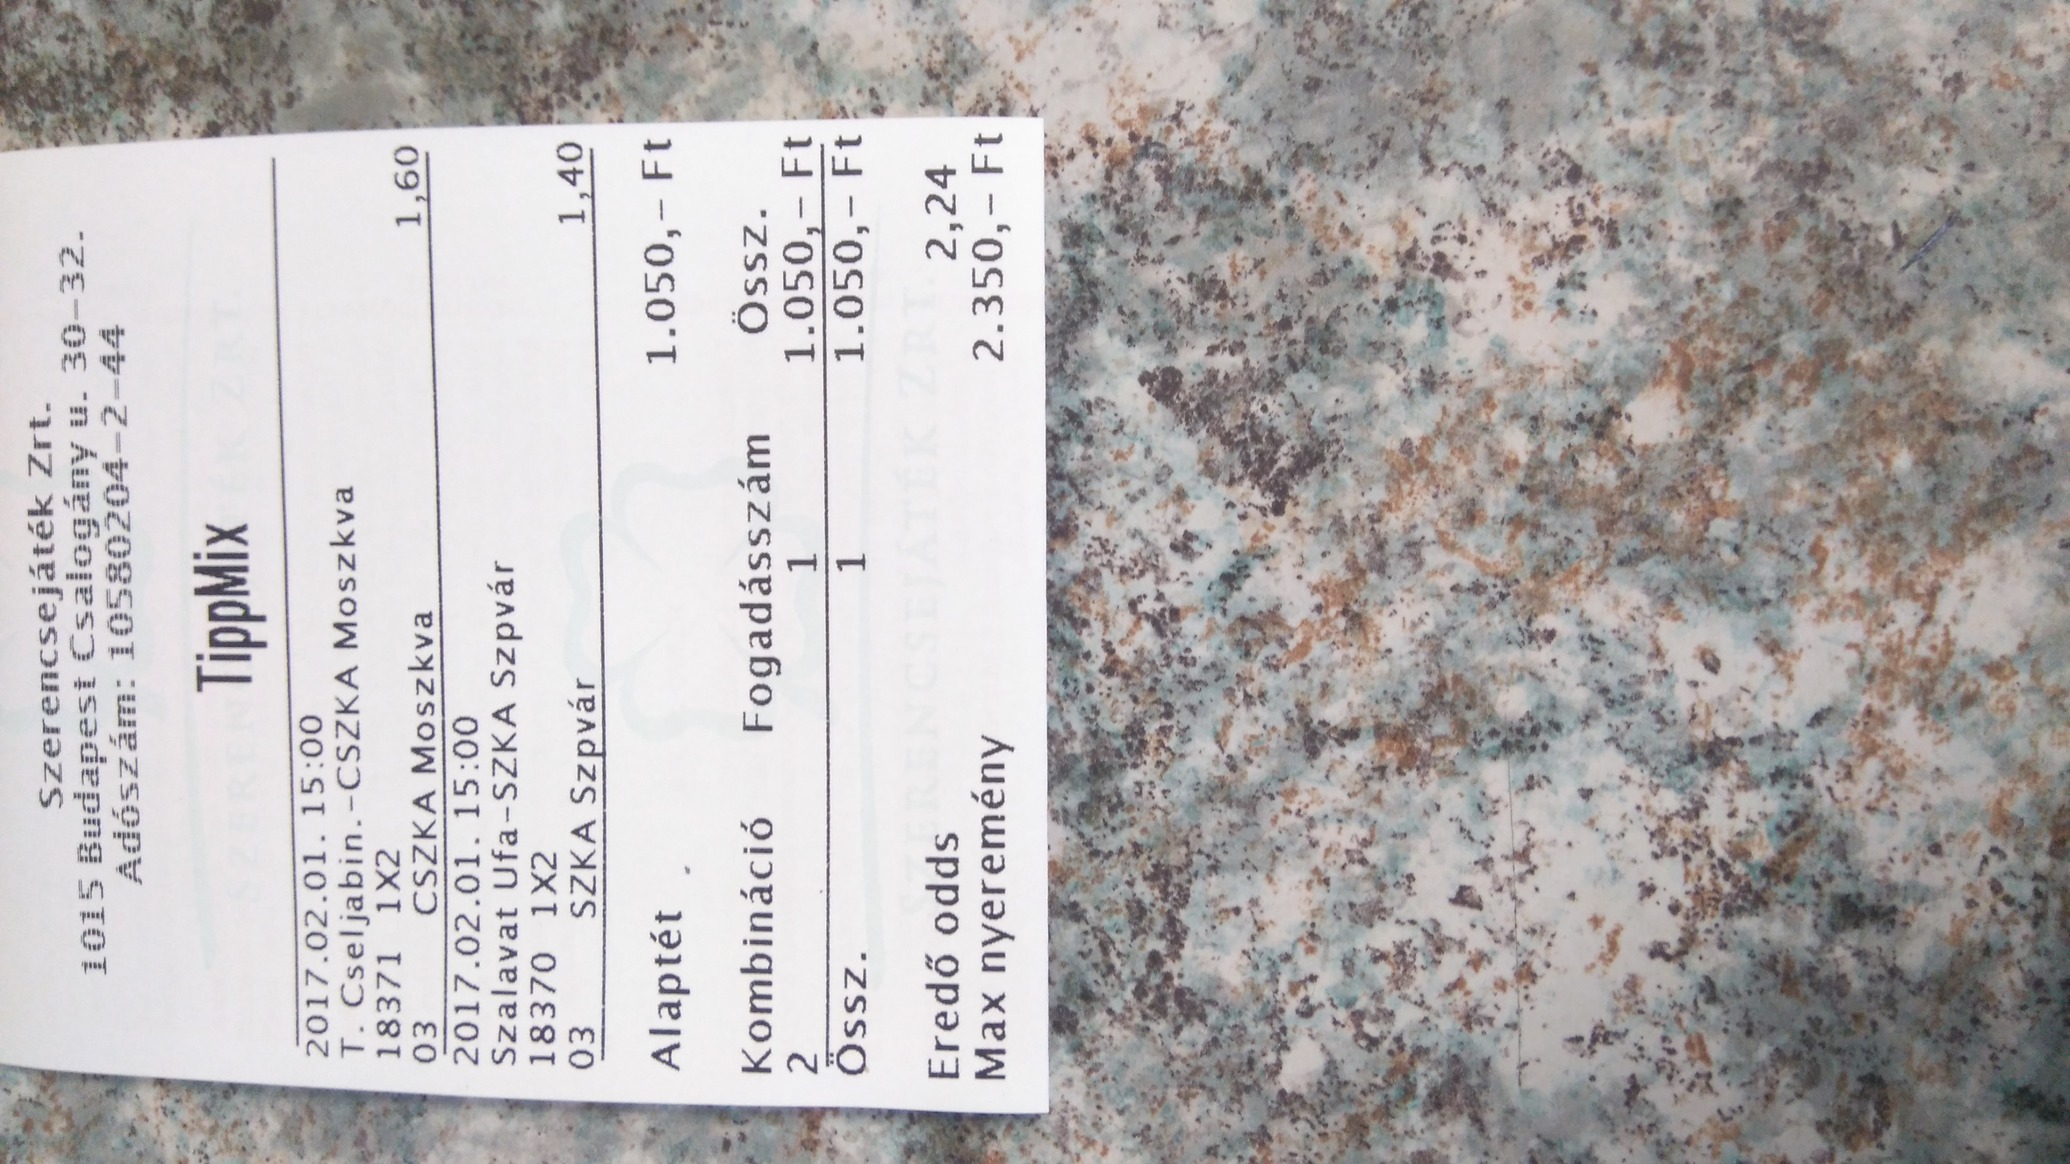 Szerencsejáték Zrt.
1015 Budapest Csalogány u. 30-32.
Adószám: 10580204-2-44
TippMix
2017.02.01. 15:00
T. Cseljabin.-CSZKA Moszkva
18371 1X2
03 CSZKA Moszkva 1,60
2017.02.01. 15:00
Szalavat Ufa-SZKA Szpvár
18370 1X2
03 SZKA Szpvár 1,40
Alaptét 1.050,- Ft
Kombináció Fogadásszám Össz.
2 1 1.050,- Ft
Össz. 1 1.050,- Ft
SZERENCSEJÁTÉK ZRT.
Eredő odds 2,24
Max nyeremény 2.350,- Ft